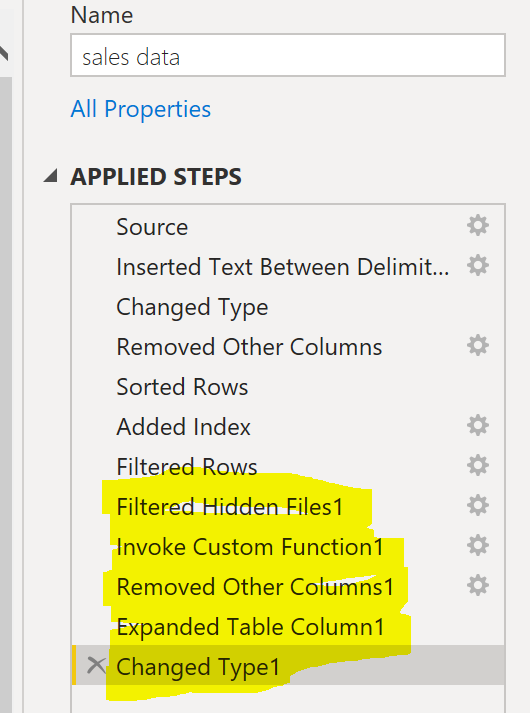 Name
sales data
All Properties
APPLIED STEPS
Source
Inserted Text Between Delimit...
Changed Type
Removed Other Columns
Sorted Rows
Added Index
Filtered Rows
Filtered Hidden Files1
Invoke Custom Function1
Removed Other Columns1
Expanded Table Column1
Changed Type1